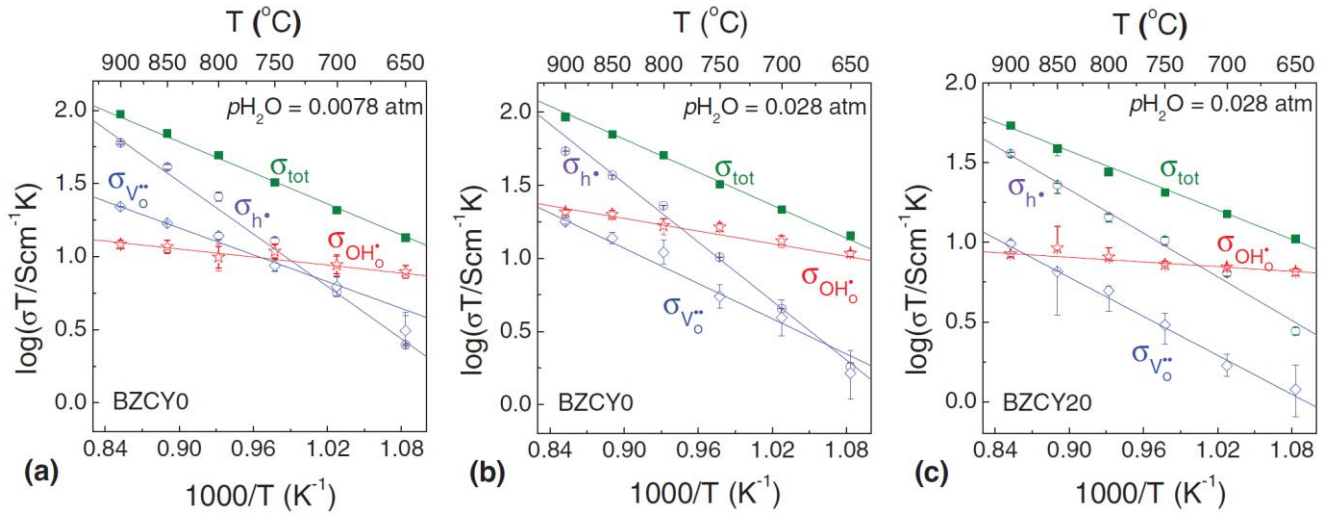 T (°C)
900 850 800 750 700 650
pH₂O = 0.0078 atm
2.0
1.5
1.0
0.5
0.0
log(σT/Scm⁻¹K)
σtot
σV••O
σh•
σOH•O
BZCY0
0.84 0.90 0.96 1.02 1.08
(a)
1000/T (K⁻¹)
T (°C)
900 850 800 750 700 650
pH₂O = 0.028 atm
2.0
1.5
1.0
0.5
0.0
log(σT/Scm⁻¹K)
σh•
σtot
σOH•O
σV••O
BZCY0
0.84 0.90 0.96 1.02 1.08
(b)
1000/T (K⁻¹)
T (°C)
900 850 800 750 700 650
pH₂O = 0.028 atm
2.0
1.5
1.0
0.5
0.0
log(σT/Scm⁻¹K)
σh•
σtot
σOH•O
σV••O
BZCY20
0.84 0.90 0.96 1.02 1.08
(c)
1000/T (K⁻¹)